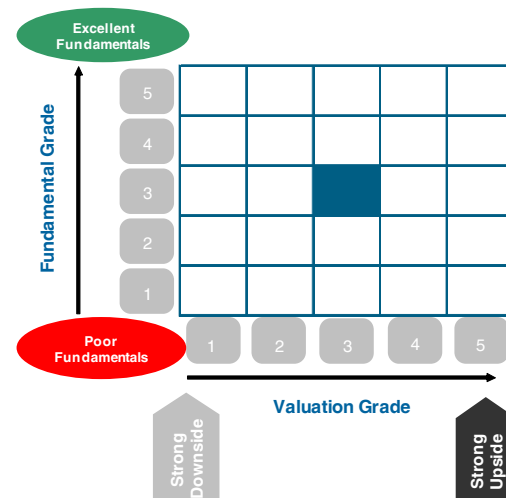 Excellent
Fundamentals
Fundamental Grade
5
4
3
2
1
Poor
Fundamentals
1
2
3
4
5
Valuation Grade
Strong
Downside
Strong
Upside